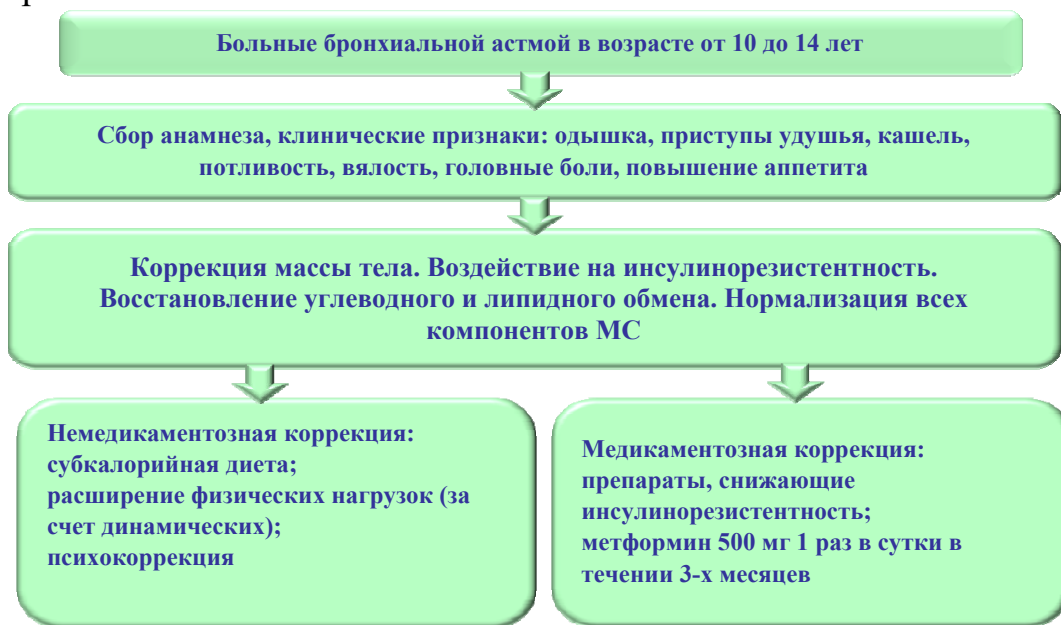 Больные бронхиальной астмой в возрасте от 10 до 14 лет
Сбор анамнеза, клинические признаки: одышка, приступы удушья, кашель,
потливость, вялость, головные боли, повышение аппетита
Коррекция массы тела. Воздействие на инсулинорезистентность.
Восстановление углеводного и липидного обмена. Нормализация всех
компонентов МС
Немедикаментозная коррекция:
субкалорийная диета;
расширение физических нагрузок (за
счет динамических);
психокоррекция
Медикаментозная коррекция:
препараты, снижающие
инсулинорезистентность;
метформин 500 мг 1 раз в сутки в
течении 3-х месяцев